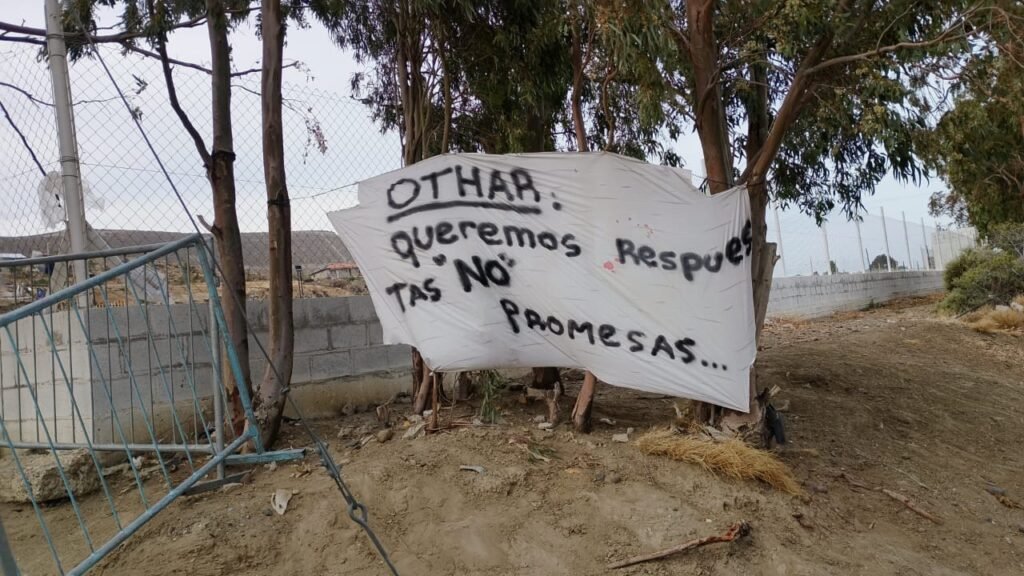 OTHAR:
queremos Respues
TAS "NO"
PROMESAS...